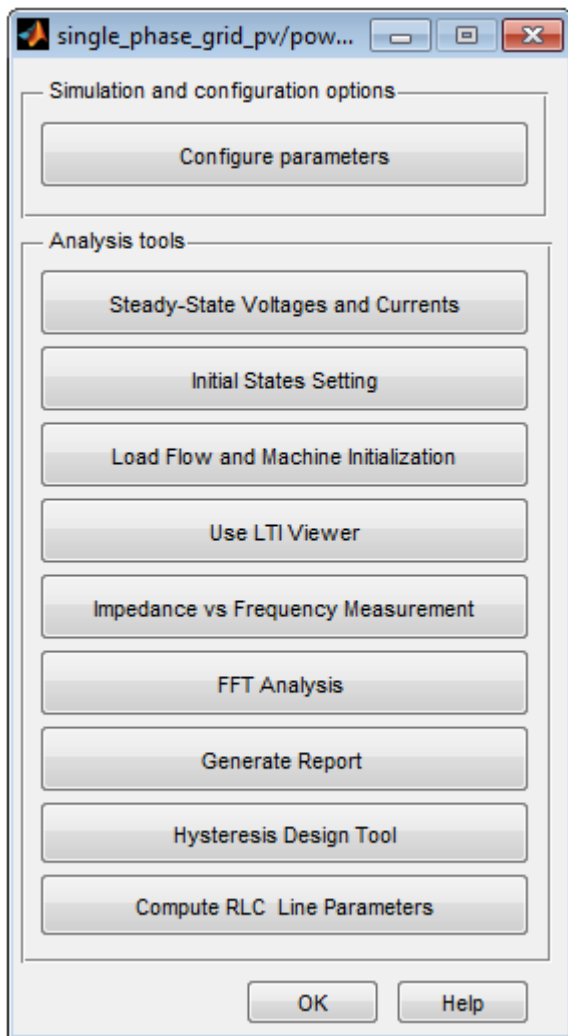 single_phase_grid_pv/pow...
Simulation and configuration options
Configure parameters
Analysis tools
Steady-State Voltages and Currents
Initial States Setting
Load Flow and Machine Initialization
Use LTI Viewer
Impedance vs Frequency Measurement
FFT Analysis
Generate Report
Hysteresis Design Tool
Compute RLC  Line Parameters
OK Help